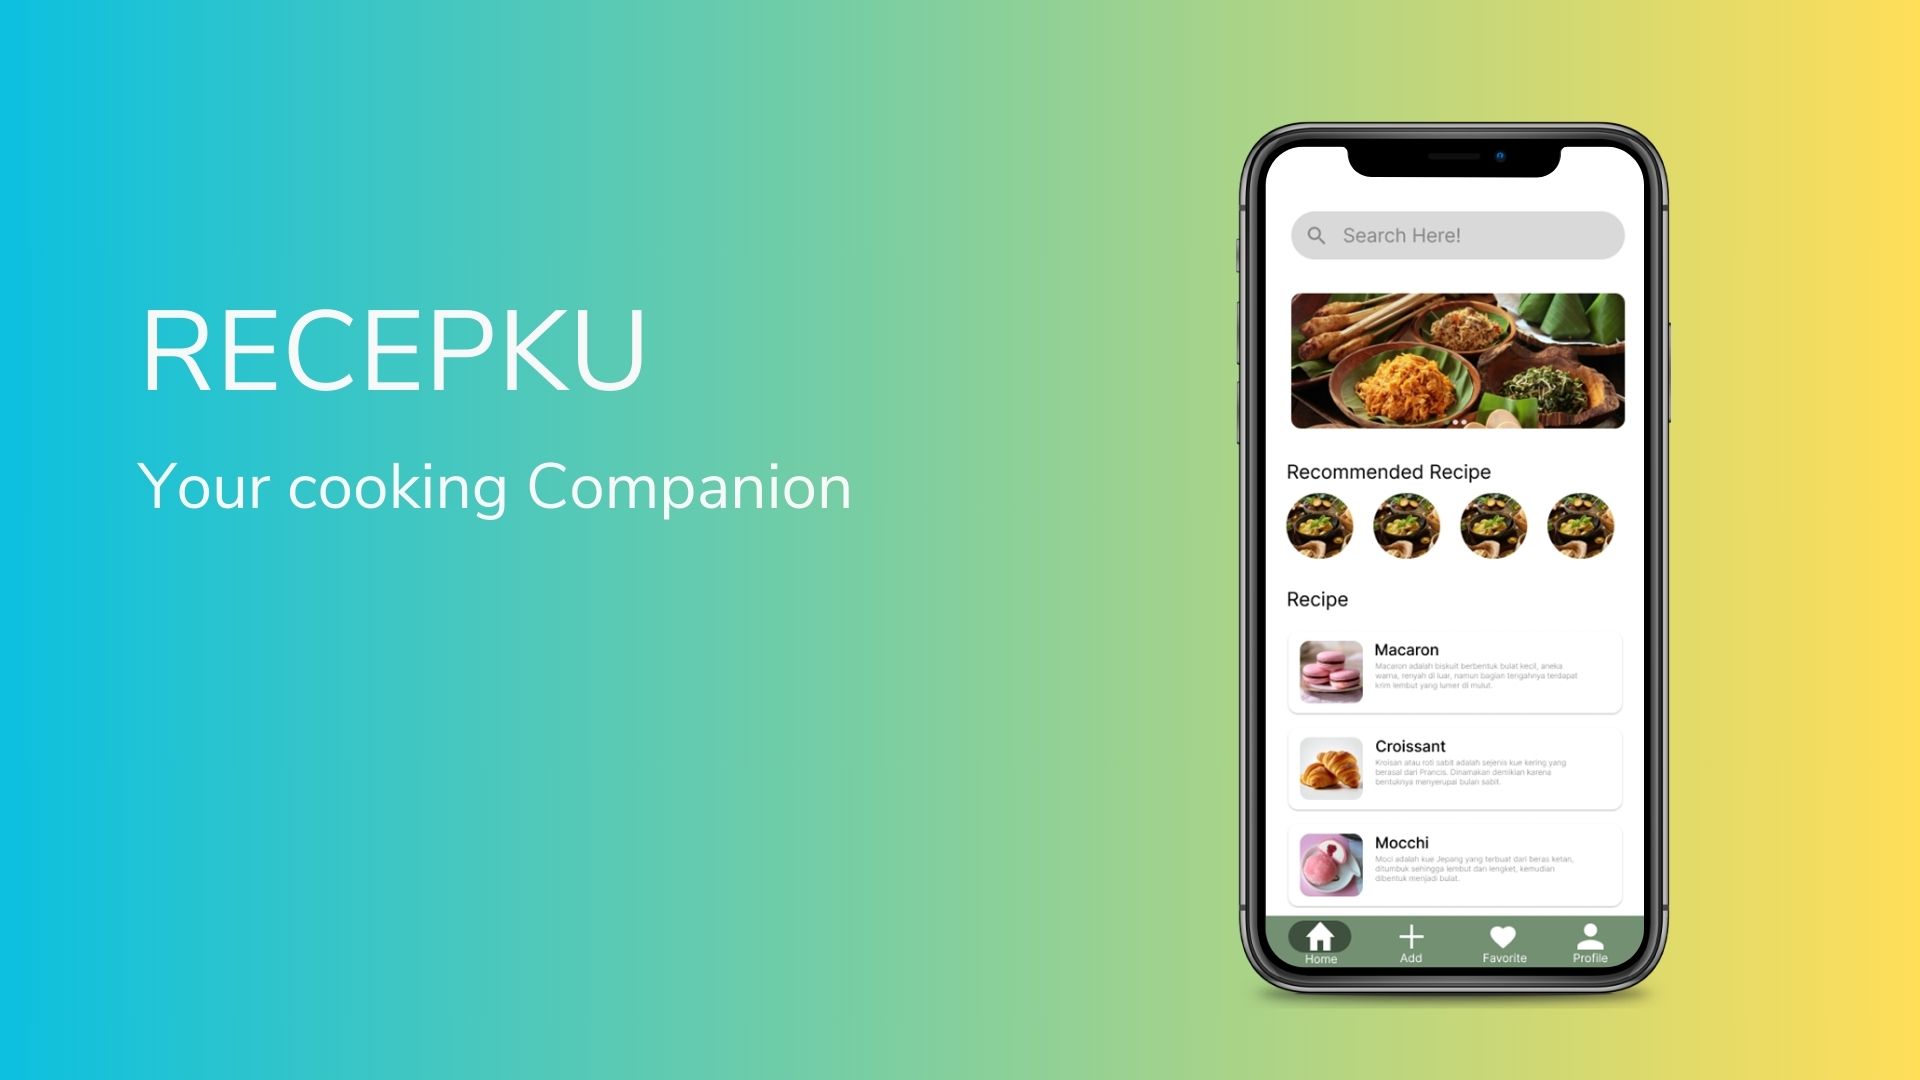 RECEPKU
Your cooking Companion
Search Here!
Recommended Recipe
Recipe
Macaron
Macaron adalah biskuit berbentuk bulat kecil, aneka
warna, renyah di luar, namun bagian tengahnya terdapat
krim lembut yang lumer di mulut.
Croissant
Kroisan atau roti sabit adalah sejenis kue kering yang
berasal dari Prancis. Dinamakan demikian karena
bentuknya menyerupai bulan sabit.
Mocchi
Moci adalah kue Jepang yang terbuat dari beras ketan,
ditumbuk sehingga lembut dan lengket, kemudian
dibentuk menjadi bulat.
Home
Add
Favorite
Profile